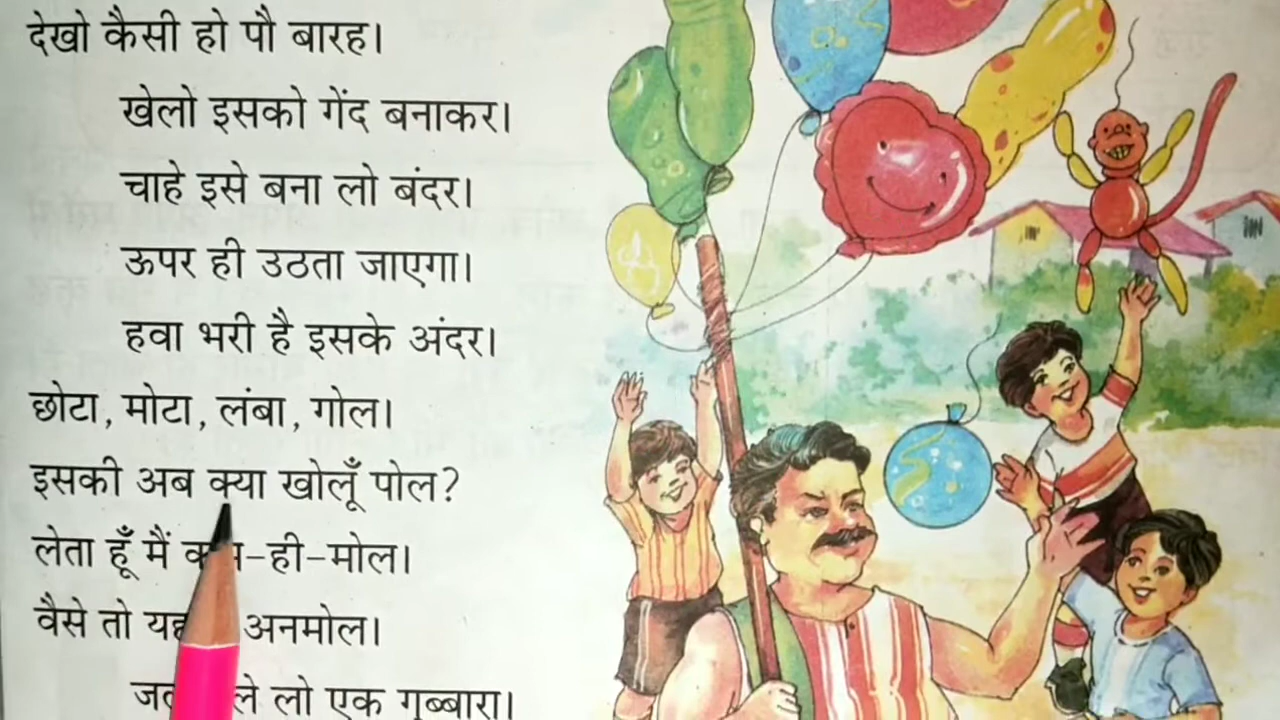 देखो कैसी हो पौ बारह।
खेलो इसको गेंद बनाकर।
चाहे इसे बना लो बंदर।
ऊपर ही उठता जाएगा।
हवा भरी है इसके अंदर।
छोटा, मोटा, लंबा, गोल।
इसकी अब क्या खोलूँ पोल?
लेता हूँ मैं -ही-मोल।
वैसे तो अनमोल।
लो एक गुब्बारा।